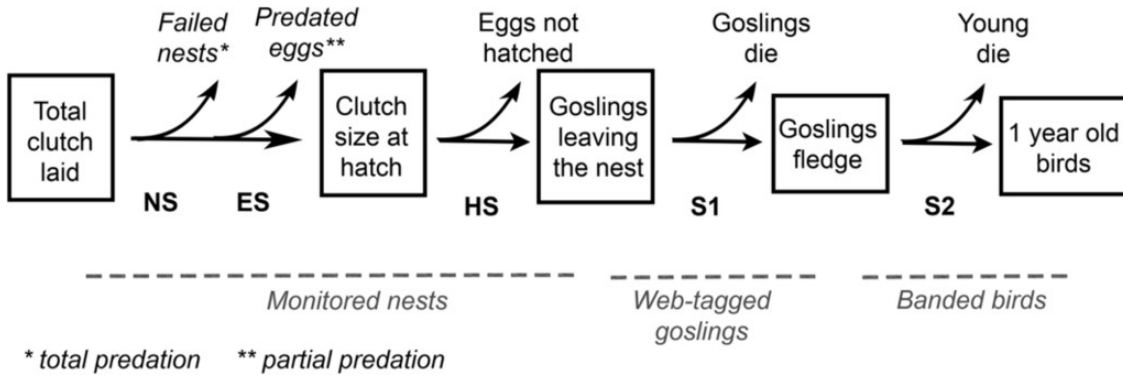 Failed
nests*
Predated
eggs**
Eggs not
hatched
Goslings
die
Young
die
Total
clutch
laid
Clutch
size at
hatch
Goslings
leaving
the nest
Goslings
fledge
1 year old
birds
NS
ES
HS
S1
S2
Monitored nests
Web-tagged
goslings
Banded birds
* total predation
** partial predation